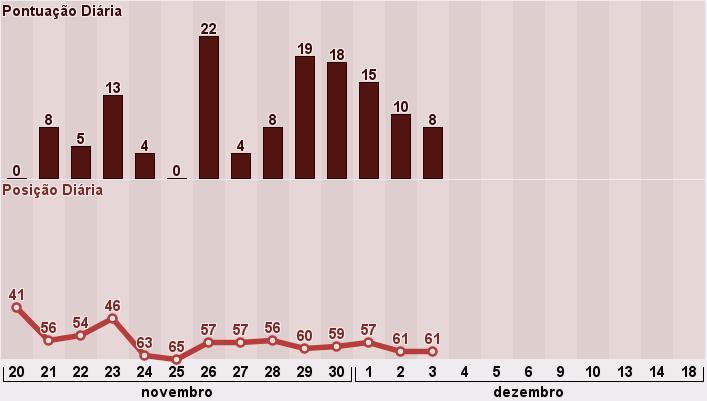 Pontuação Diária
0 8 5 13 4 0 22 4 8 19 18 15 10 8
Posição Diária
41 56 54 46 63 65 57 57 56 60 59 57 61 61
20 21 22 23 24 25 26 27 28 29 30 1 2 3 4 5 6 9 10 13 14 18
novembro dezembro